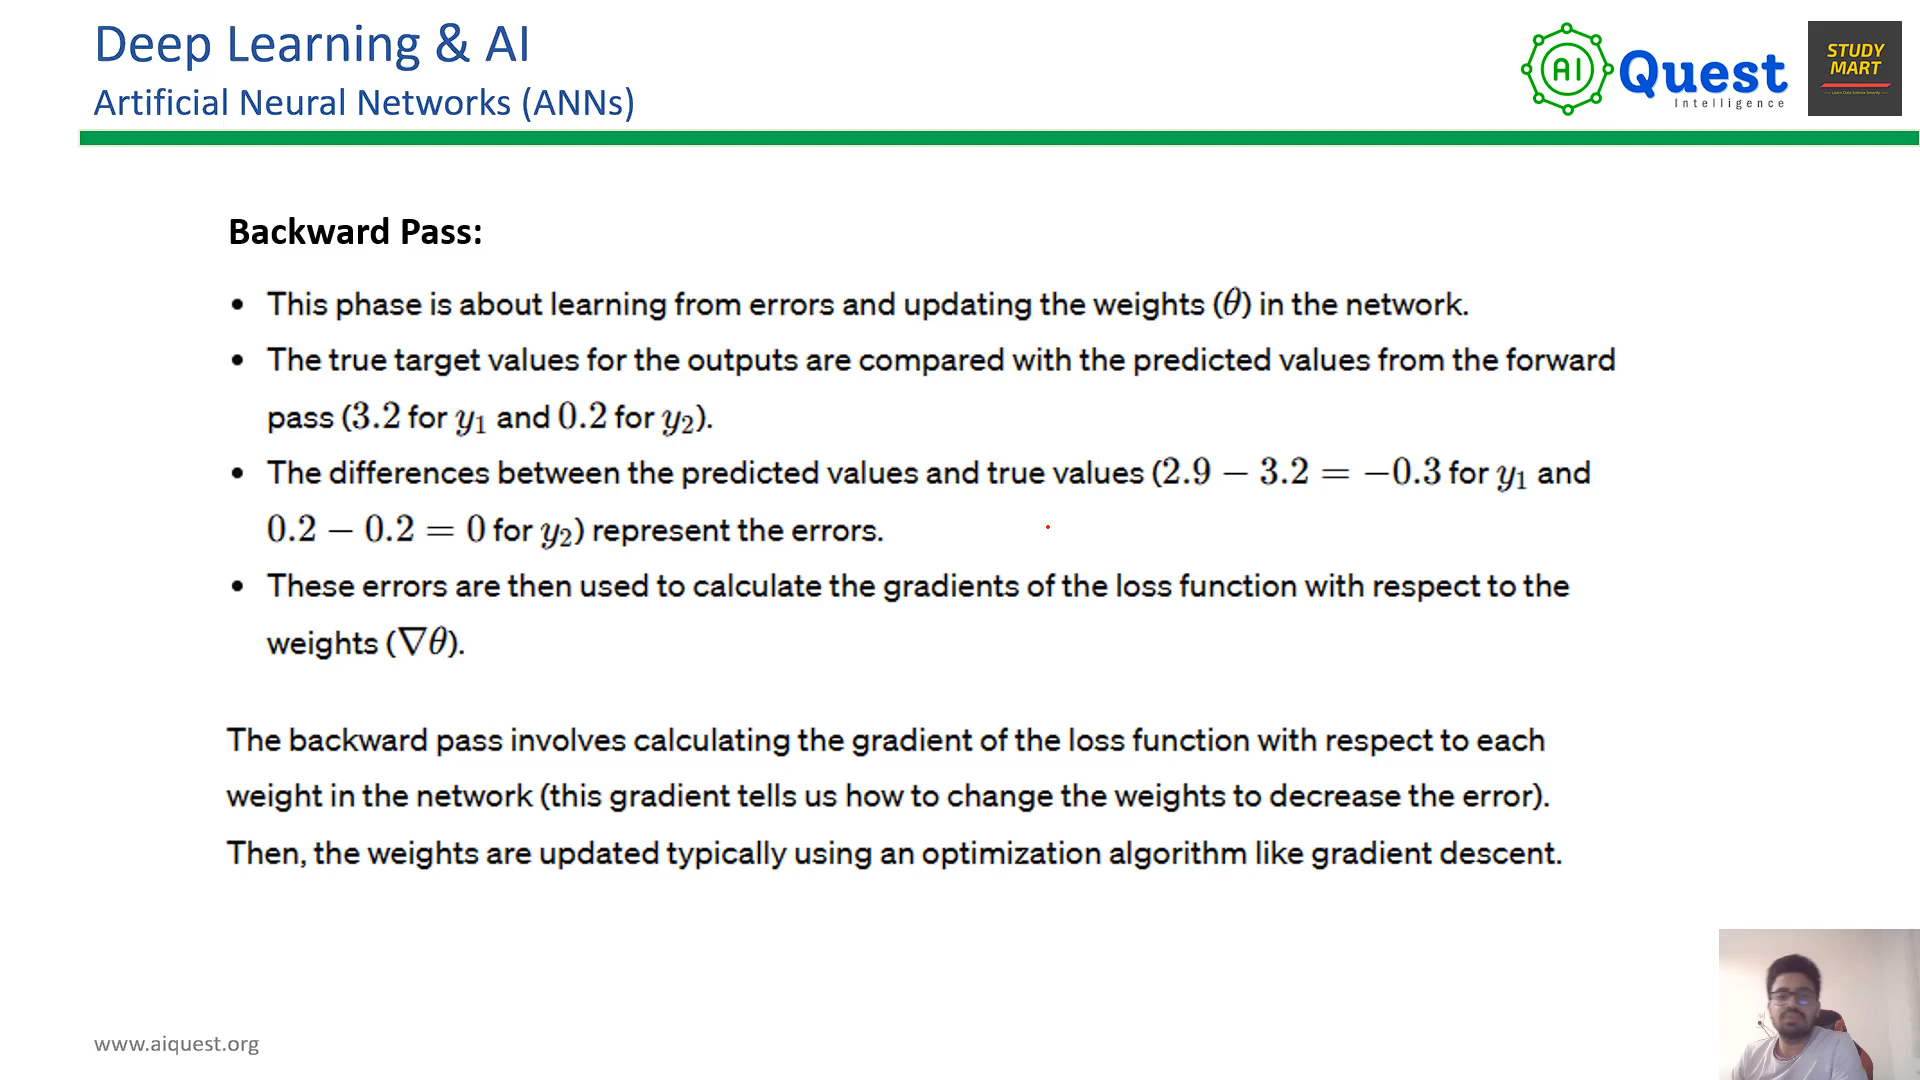 Deep Learning & AI
Artificial Neural Networks (ANNs)
AI Quest
Intelligence
STUDY
MART
Backward Pass:
• This phase is about learning from errors and updating the weights (θ) in the network.
• The true target values for the outputs are compared with the predicted values from the forward
pass (3.2 for y₁ and 0.2 for y₂).
• The differences between the predicted values and true values (2.9 − 3.2 = −0.3 for y₁ and
0.2 − 0.2 = 0 for y₂) represent the errors.
• These errors are then used to calculate the gradients of the loss function with respect to the
weights (∇θ).
The backward pass involves calculating the gradient of the loss function with respect to each
weight in the network (this gradient tells us how to change the weights to decrease the error).
Then, the weights are updated typically using an optimization algorithm like gradient descent.
www.aiquest.org